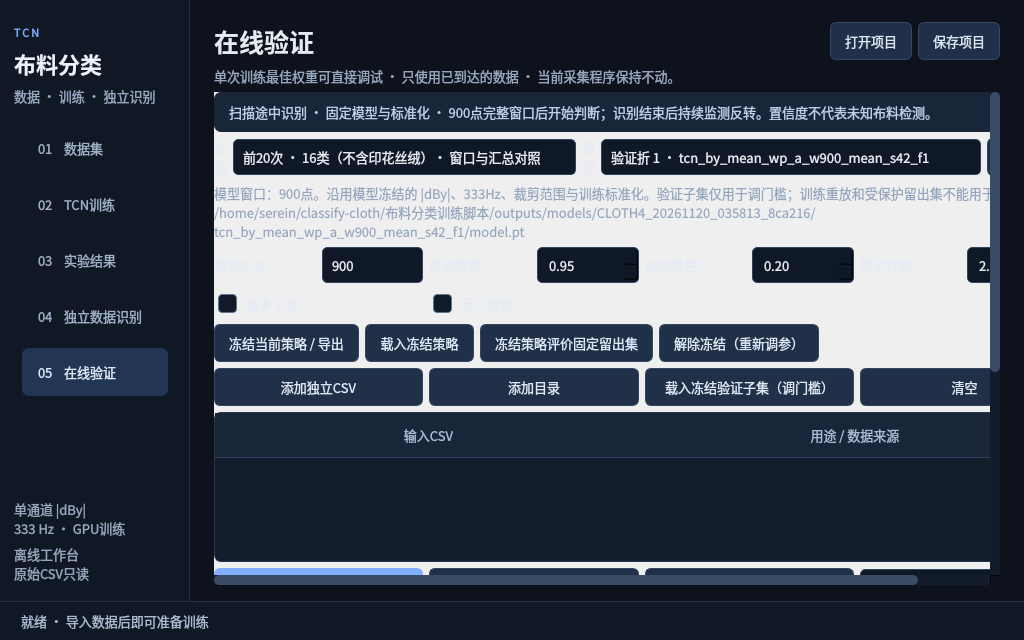 TCN
布料分类
数据 · 训练 · 独立识别
01 数据集
02 TCN训练
03 实验结果
04 独立数据识别
05 在线验证
单通道 |dBy|
333 Hz · GPU训练
离线工作台
原始CSV只读
在线验证
打开项目
保存项目
单次训练最佳权重可直接调试 · 只使用已到达的数据 · 当前采集程序保持不动。
扫描途中识别 · 固定模型与标准化 · 900点完整窗口后开始判断；识别结束后持续监测反转。置信度不代表未知布料检测。
前20次 · 16类（不含印花丝绒） · 窗口与汇总对照
验证折 1 · tcn_by_mean_wp_a_w900_mean_s42_f1
模型窗口：900点。沿用模型冻结的 |dBy|、333Hz、裁剪范围与训练标准化。验证子集仅用于调门槛；训练重放和受保护留出集不能用于
/home/serein/classify-cloth/布料分类训练脚本/outputs/models/CLOTH4_20261120_035813_8ca216/
tcn_by_mean_wp_a_w900_mean_s42_f1/model.pt
900
0.95
0.20
2.
冻结当前策略 / 导出
载入冻结策略
冻结策略评价固定留出集
解除冻结（重新调参）
添加独立CSV
添加目录
载入冻结验证子集（调门槛）
清空
输入CSV
用途 / 数据来源
就绪 · 导入数据后即可准备训练